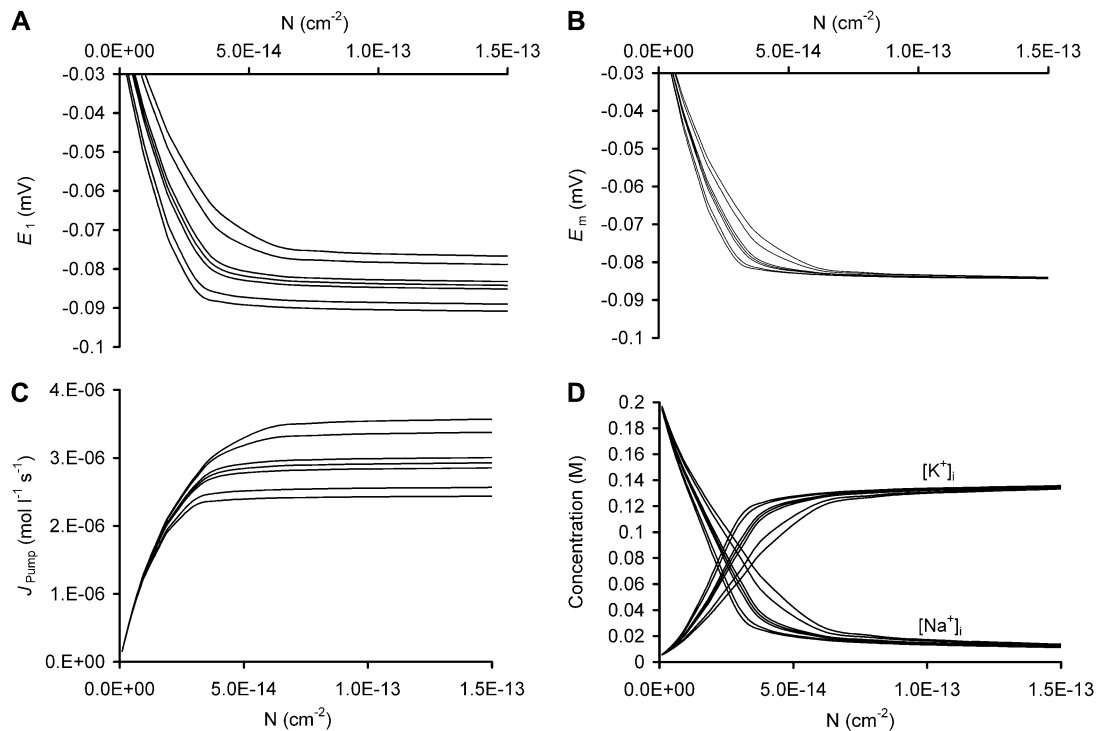 A
N (cm⁻²)
0.0E+00 5.0E-14 1.0E-13 1.5E-13
-0.03
-0.04
-0.05
-0.06
-0.07
-0.08
-0.09
-0.1
E₁ (mV)
B
N (cm⁻²)
0.0E+00 5.0E-14 1.0E-13 1.5E-13
-0.03
-0.04
-0.05
-0.06
-0.07
-0.08
-0.09
-0.1
Eₘ (mV)
C
4.E-06
3.E-06
2.E-06
1.E-06
0.E+00
J_Pump (mol l⁻¹ s⁻¹)
0.0E+00 5.0E-14 1.0E-13 1.5E-13
N (cm⁻²)
D
0.2
0.18
0.16
0.14
0.12
0.1
0.08
0.06
0.04
0.02
0
Concentration (M)
[K⁺]ᵢ
[Na⁺]ᵢ
0.0E+00 5.0E-14 1.0E-13 1.5E-13
N (cm⁻²)